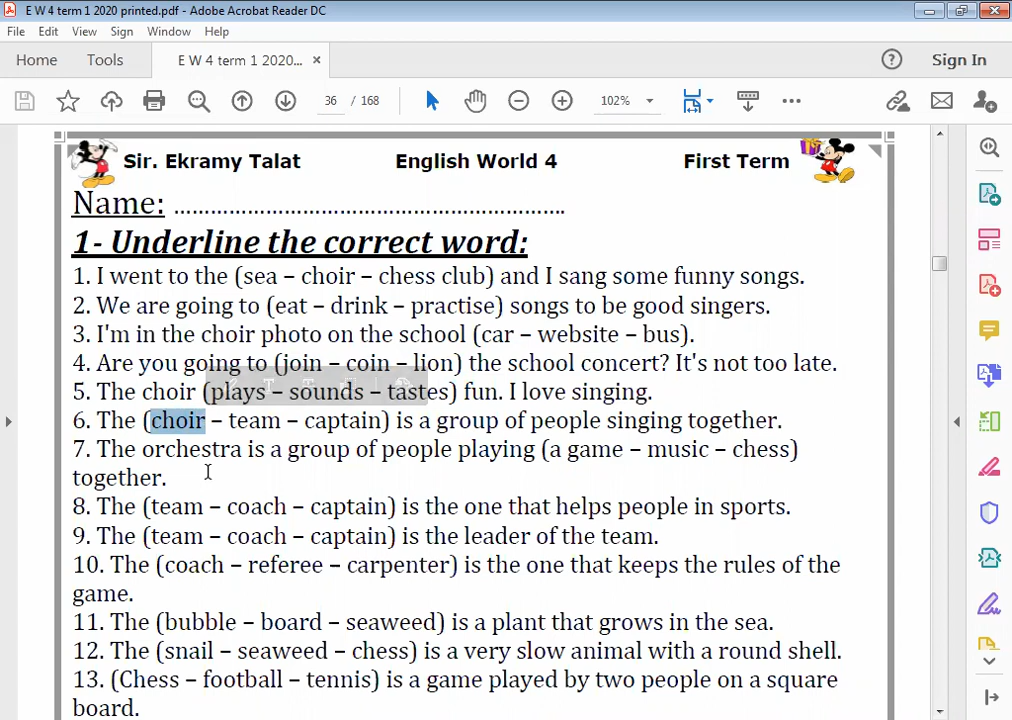 E W 4 term 1 2020 printed.pdf - Adobe Acrobat Reader DC
File Edit View Sign Window Help
Home Tools E W 4 term 1 2020... × Sign In
36 / 168 102%
Sir. Ekramy Talat English World 4 First Term
Name: ……………………………………………………..
1- Underline the correct word:
1. I went to the (sea – choir – chess club) and I sang some funny songs.
2. We are going to (eat – drink – practise) songs to be good singers.
3. I'm in the choir photo on the school (car – website – bus).
4. Are you going to (join – coin – lion) the school concert? It's not too late.
5. The choir (plays – sounds – tastes) fun. I love singing.
6. The (choir – team – captain) is a group of people singing together.
7. The orchestra is a group of people playing (a game – music – chess)
together.
8. The (team – coach – captain) is the one that helps people in sports.
9. The (team – coach – captain) is the leader of the team.
10. The (coach – referee – carpenter) is the one that keeps the rules of the
game.
11. The (bubble – board – seaweed) is a plant that grows in the sea.
12. The (snail – seaweed – chess) is a very slow animal with a round shell.
13. (Chess – football – tennis) is a game played by two people on a square
board.